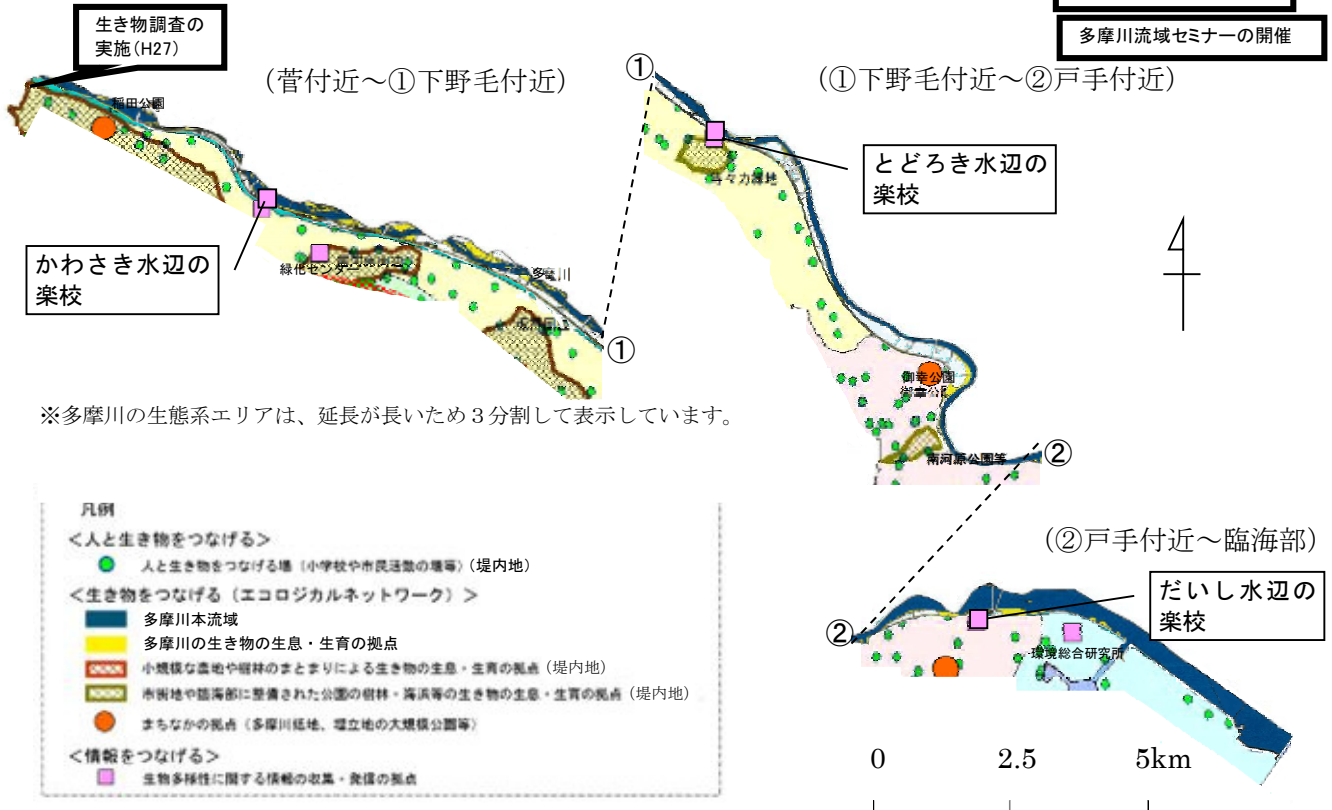 生き物調査の
実施(H27)
多摩川流域セミナーの開催
(菅付近～①下野毛付近)
①
(①下野毛付近～②戸手付近)
稲田公園
とどろき水辺の
楽校
等々力緑地
かわさき水辺の
楽校
緑化センター
多摩川
①
御幸公園
御幸公園
※多摩川の生態系エリアは、延長が長いため３分割して表示しています。
南河原公園等
②
凡例
＜人と生き物をつなげる＞
人と生き物をつなげる場（小学校や市民活動の場等）(堤内地)
＜生き物をつなげる（エコロジカルネットワーク）＞
多摩川本流域
多摩川の生き物の生息・生育の拠点
小規模な農地や樹林のまとまりによる生き物の生息・生育の拠点 (堤内地)
市街地や臨海部に整備された公園の樹林・海浜等の生き物の生息・生育の拠点 (堤内地)
まちなかの拠点（多摩川低地、埋立地の大規模公園等）
＜情報をつなげる＞
生物多様性に関する情報の収集・発信の拠点
(②戸手付近～臨海部)
だいし水辺の
楽校
②
環境総合研究所
0 2.5 5km